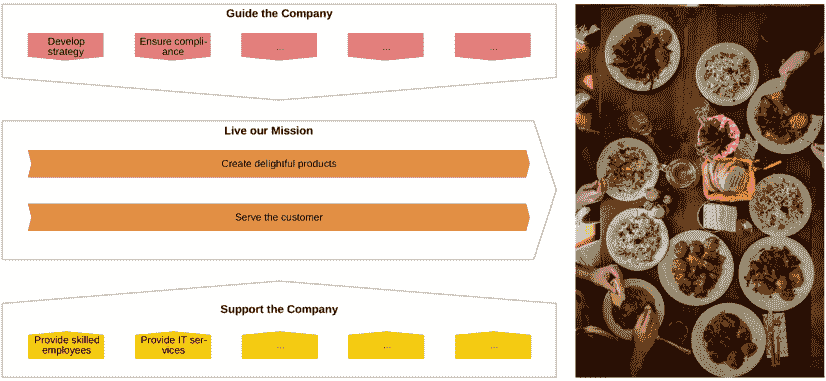 Guide the Company
Develop
strategy
Ensure compli-
ance
...
...
...
Live our Mission
Create delightful products
Serve the customer
Support the Company
Provide skilled
employees
Provide IT ser-
vices
...
...
...